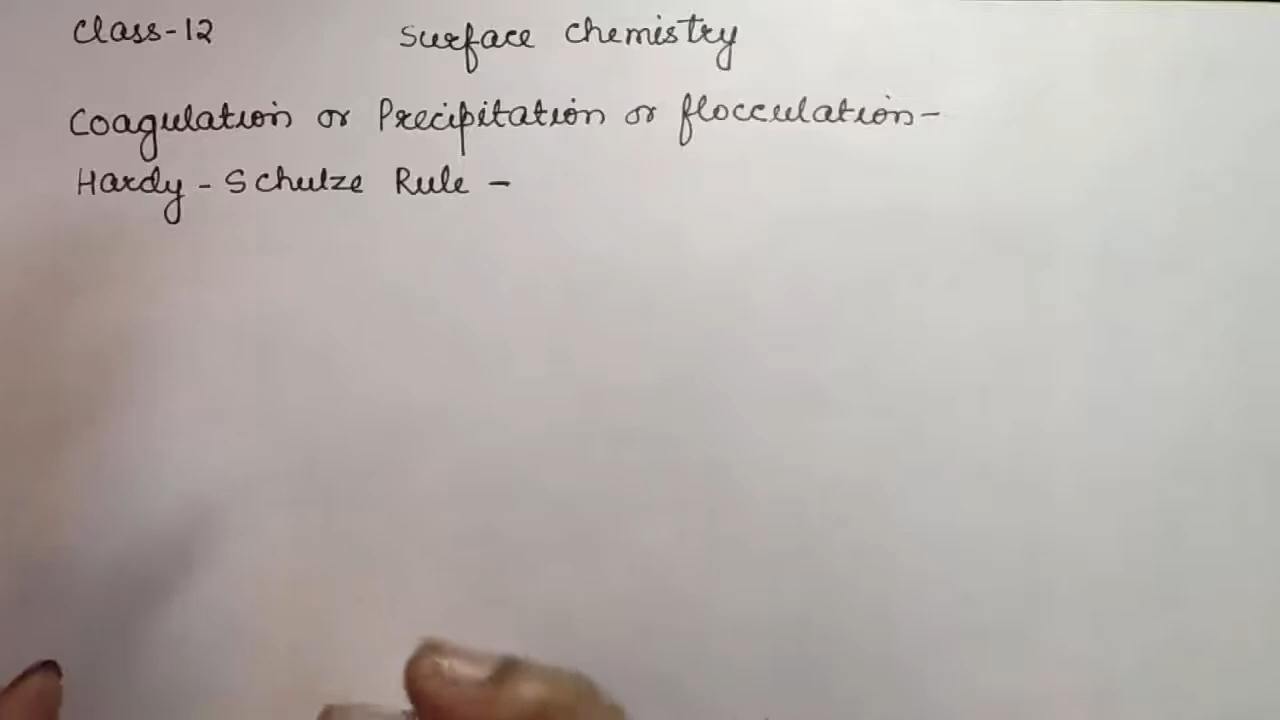 Class-12 Surface Chemistry
Coagulation or Precipitation or flocculation-
Hardy-Schulze Rule -